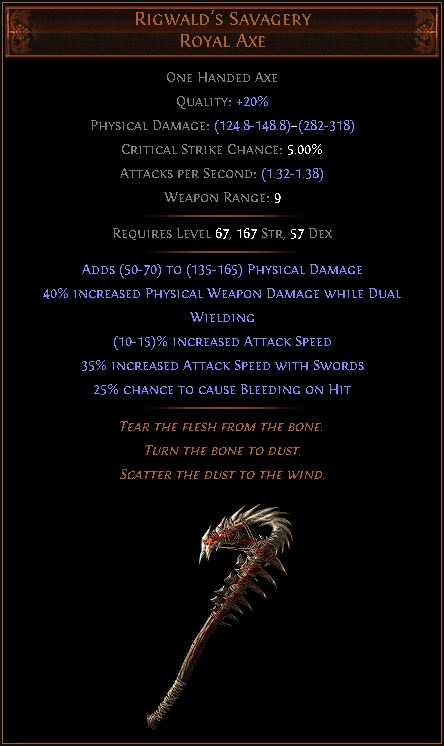 Rigwald's Savagery
Royal Axe
One Handed Axe
Quality: +20%
Physical Damage: (124.8-148.8)–(282-318)
Critical Strike Chance: 5.00%
Attacks per Second: (1.32-1.38)
Weapon Range: 9
Requires Level 67, 167 Str, 57 Dex
Adds (50-70) to (135-165) Physical Damage
40% increased Physical Weapon Damage while Dual
Wielding
(10-15)% increased Attack Speed
35% increased Attack Speed with Swords
25% chance to cause Bleeding on Hit
Tear the flesh from the bone.
Turn the bone to dust.
Scatter the dust to the wind.